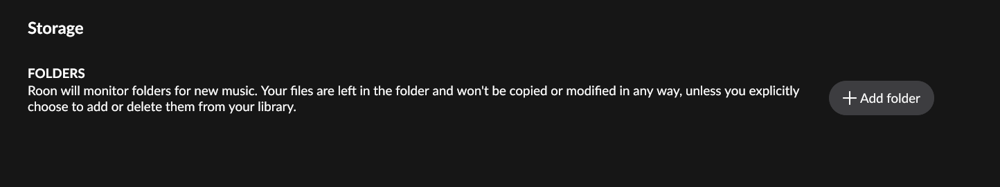 Storage
FOLDERS
Roon will monitor folders for new music. Your files are left in the folder and won't be copied or modified in any way, unless you explicitly
choose to add or delete them from your library.
+ Add folder